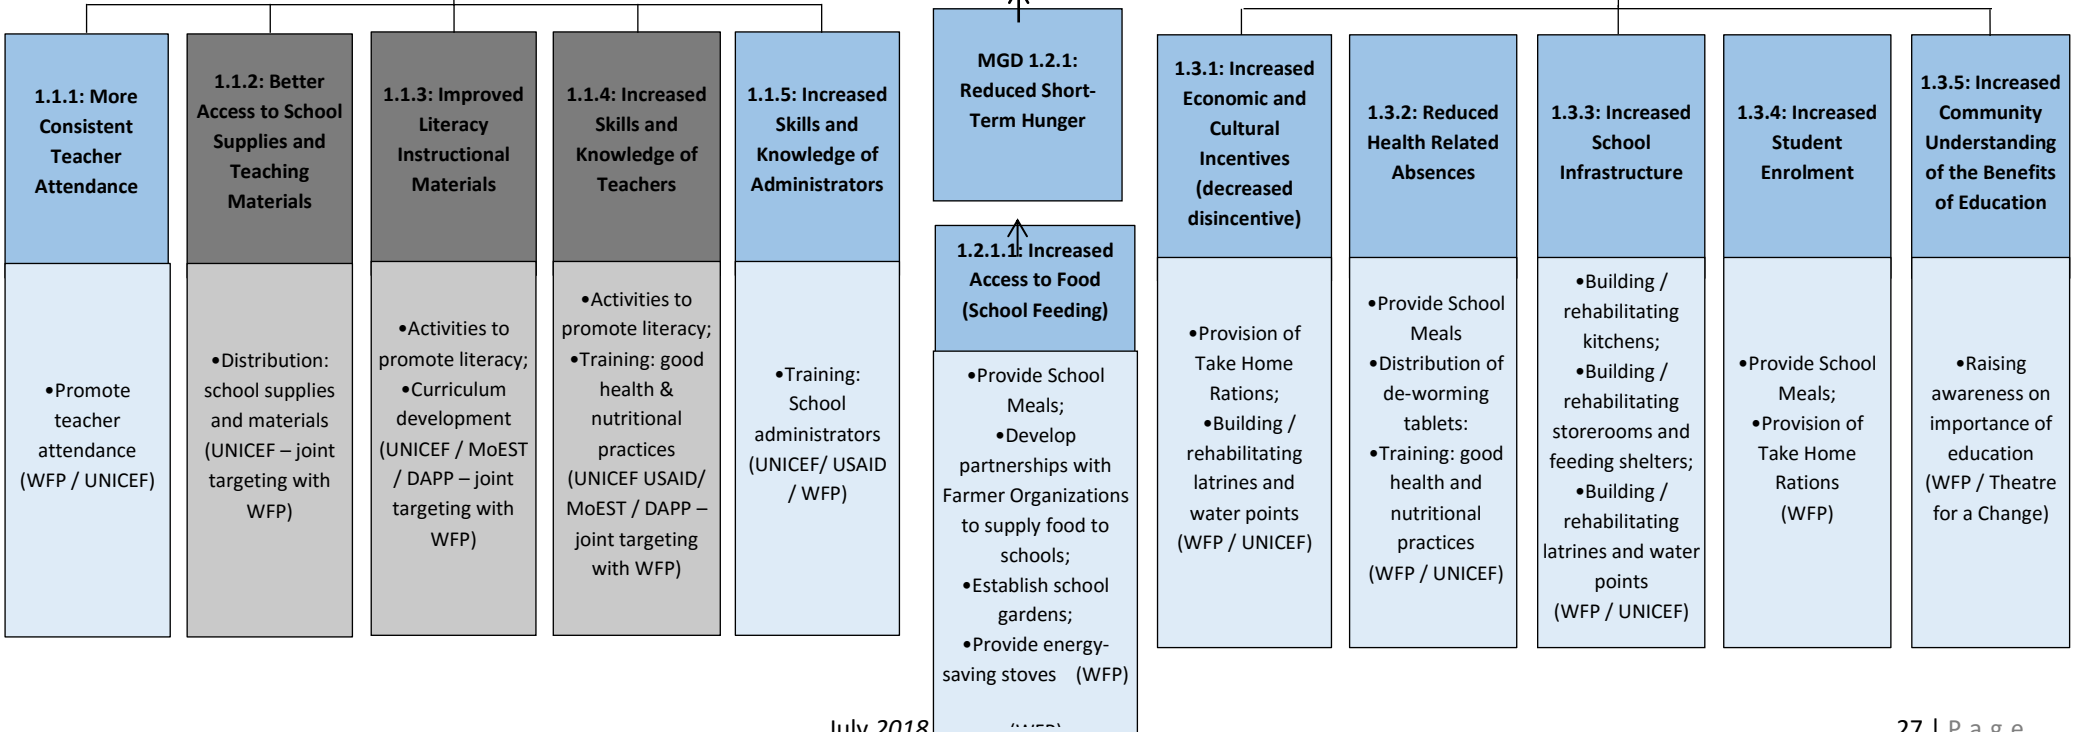 1.1.1: More
Consistent
Teacher
Attendance
•Promote
teacher
attendance
(WFP / UNICEF)
1.1.2: Better
Access to School
Supplies and
Teaching
Materials
•Distribution:
school supplies
and materials
(UNICEF – joint
targeting with
WFP)
1.1.3: Improved
Literacy
Instructional
Materials
•Activities to
promote literacy;
•Curriculum
development
(UNICEF / MoEST
/ DAPP – joint
targeting with
WFP)
1.1.4: Increased
Skills and
Knowledge of
Teachers
•Activities to
promote literacy;
•Training: good
health &
nutritional
practices
(UNICEF USAID/
MoEST / DAPP –
joint targeting
with WFP)
1.1.5: Increased
Skills and
Knowledge of
Administrators
•Training:
School
administrators
(UNICEF/ USAID
/ WFP)
MGD 1.2.1:
Reduced Short-
Term Hunger
1.2.1.1: Increased
Access to Food
(School Feeding)
•Provide School
Meals;
•Develop
partnerships with
Farmer Organizations
to supply food to
schools;
•Establish school
gardens;
•Provide energy-
saving stoves (WFP)
(WFP)
1.3.1: Increased
Economic and
Cultural
Incentives
(decreased
disincentive)
•Provision of
Take Home
Rations;
•Building /
rehabilitating
latrines and
water points
(WFP / UNICEF)
1.3.2: Reduced
Health Related
Absences
•Provide School
Meals
•Distribution of
de-worming
tablets:
•Training: good
health and
nutritional
practices
(WFP / UNICEF)
1.3.3: Increased
School
Infrastructure
•Building /
rehabilitating
kitchens;
•Building /
rehabilitating
storerooms and
feeding shelters;
•Building /
rehabilitating
latrines and water
points
(WFP / UNICEF)
1.3.4: Increased
Student
Enrolment
•Provide School
Meals;
•Provision of
Take Home
Rations
(WFP)
1.3.5: Increased
Community
Understanding
of the Benefits
of Education
•Raising
awareness on
importance of
education
(WFP / Theatre
for a Change)
July 2018
27 | Page